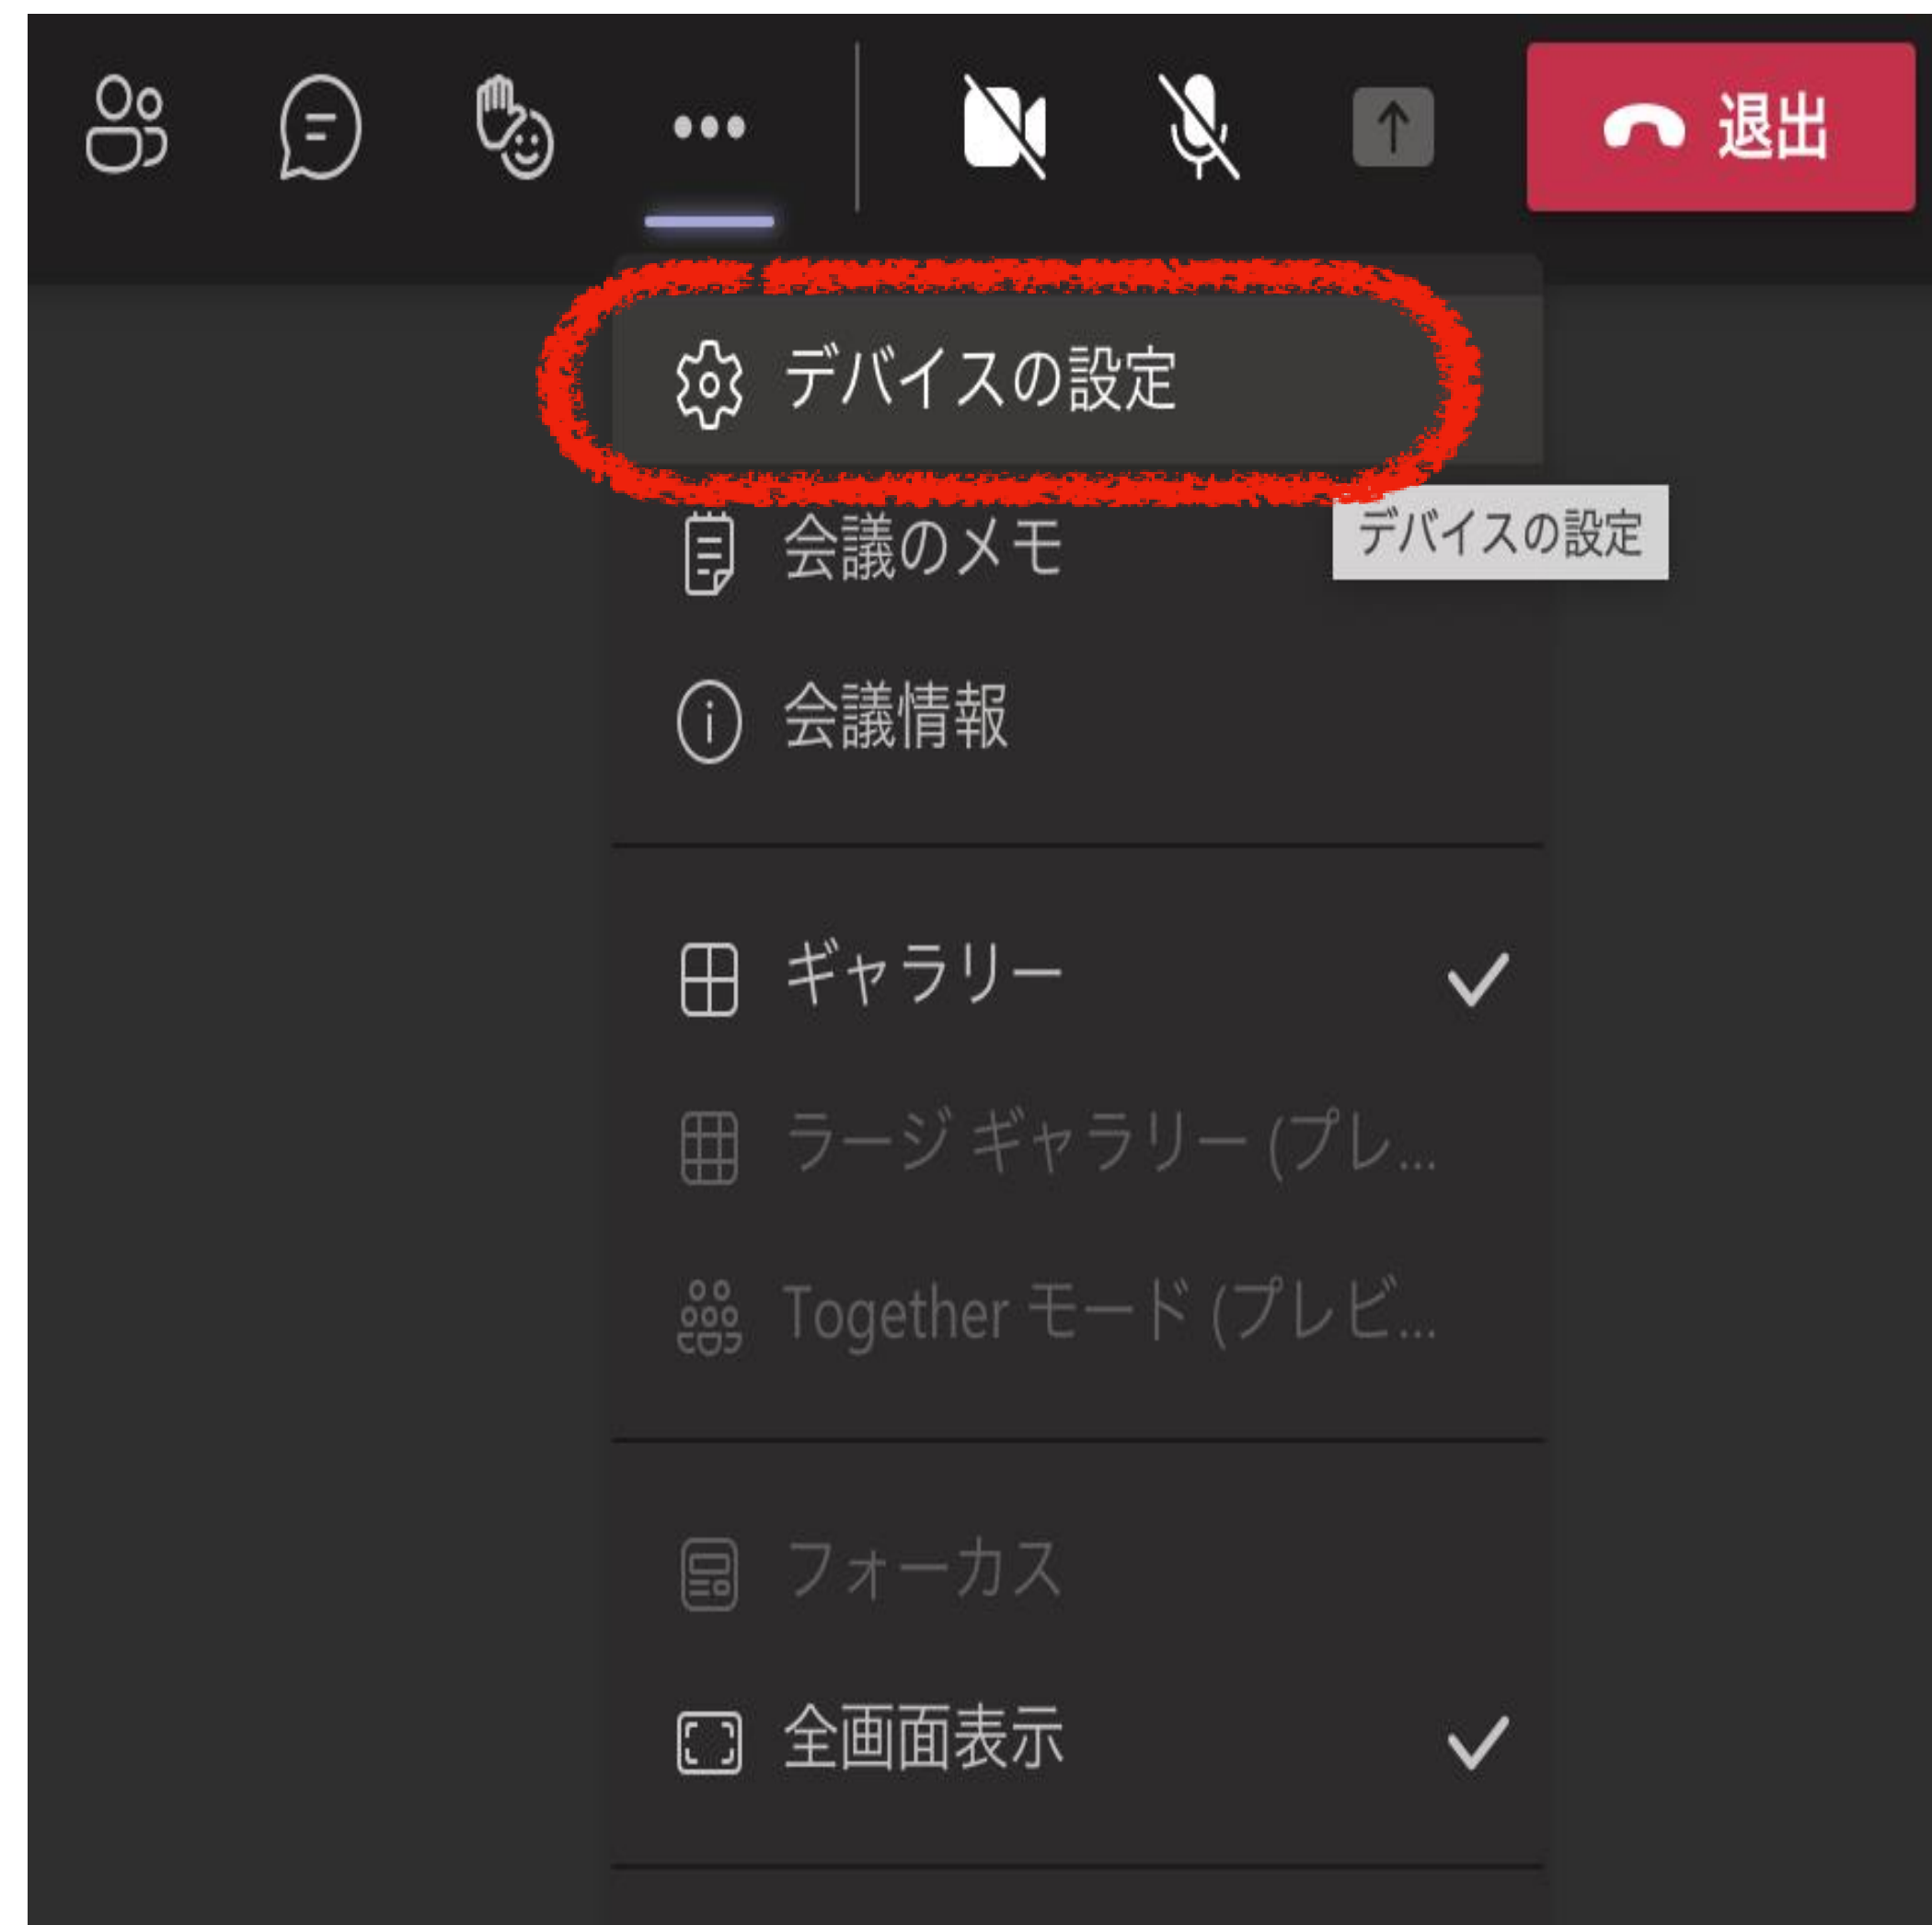 退出
デバイスの設定
会議のメモ
デバイスの設定
会議情報
ギャラリー
ラージ ギャラリー (プレ...
Together モード (プレビ...
フォーカス
全画面表示